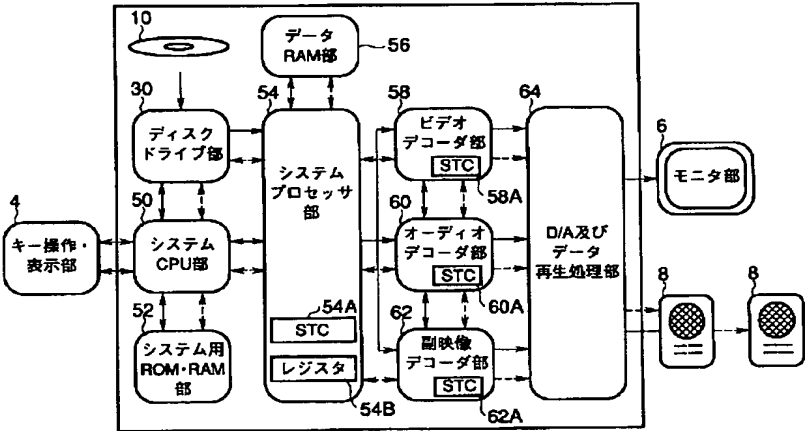 10
データ
RAM部
56
30
ディスク
ドライブ部
54
システム
プロセッサ
部
58
ビデオ
デコーダ部
STC
58A
64
D/A及び
データ
再生処理部
6
モニタ部
4
キー操作・
表示部
50
システム
CPU部
60
オーディオ
デコーダ部
STC
60A
8
8
52
システム用
ROM・RAM
部
54A
STC
レジスタ
54B
62
副映像
デコーダ部
STC
62A